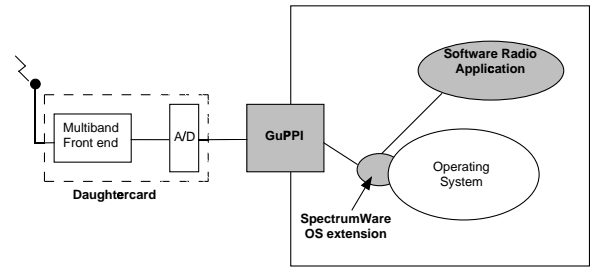 Software Radio
Application
Multiband
Front end
A/D
GuPPI
Operating
System
Daughtercard
SpectrumWare
OS extension